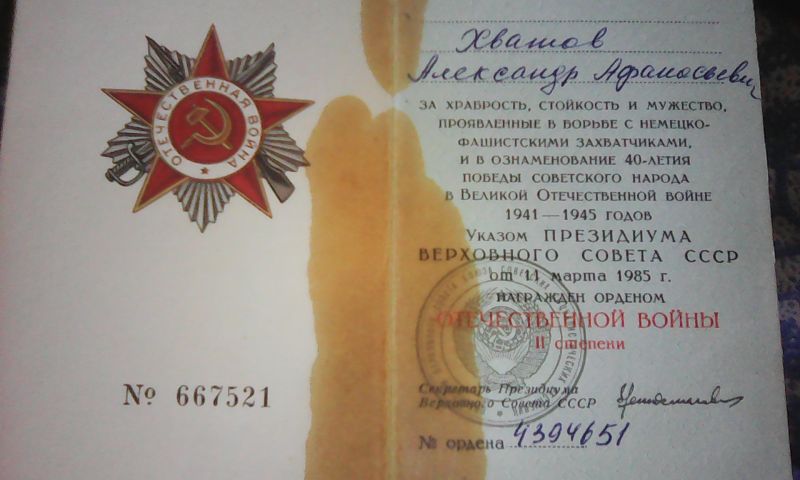 ОТЕЧЕСТВЕННАЯ ВОЙНА
№ 667521
Хватов
Александр Афанасьевич
ЗА ХРАБРОСТЬ, СТОЙКОСТЬ И МУЖЕСТВО,
ПРОЯВЛЕННЫЕ В БОРЬБЕ С НЕМЕЦКО-
ФАШИСТСКИМИ ЗАХВАТЧИКАМИ,
И В ОЗНАМЕНОВАНИЕ 40-ЛЕТИЯ
ПОБЕДЫ СОВЕТСКОГО НАРОДА
В ВЕЛИКОЙ ОТЕЧЕСТВЕННОЙ ВОЙНЕ
1941—1945 ГОДОВ
УКАЗОМ ПРЕЗИДИУМА
ВЕРХОВНОГО СОВЕТА СССР
от 11 марта 1985 г.
НАГРАЖДЕН ОРДЕНОМ
ОТЕЧЕСТВЕННОЙ ВОЙНЫ
II степени
Секретарь Президиума
Верховного Совета СССР
№ ордена 4394651